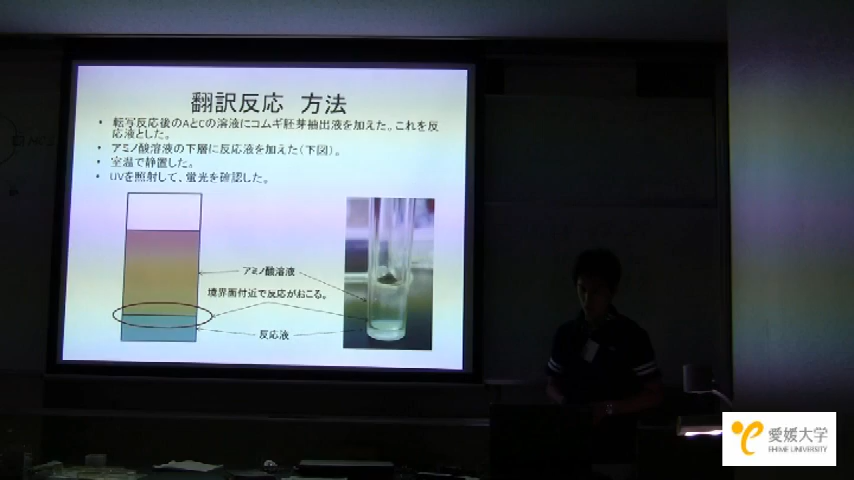 翻訳反応 方法
• 転写反応後のAとCの溶液にコムギ胚芽抽出液を加えた。これを反
応液とした。
• アミノ酸溶液の下層に反応液を加えた（下図）。
• 室温で静置した。
• UVを照射して、蛍光を確認した。
アミノ酸溶液
境界面付近で反応がおこる。
反応液
愛媛大学
EHIME UNIVERSITY